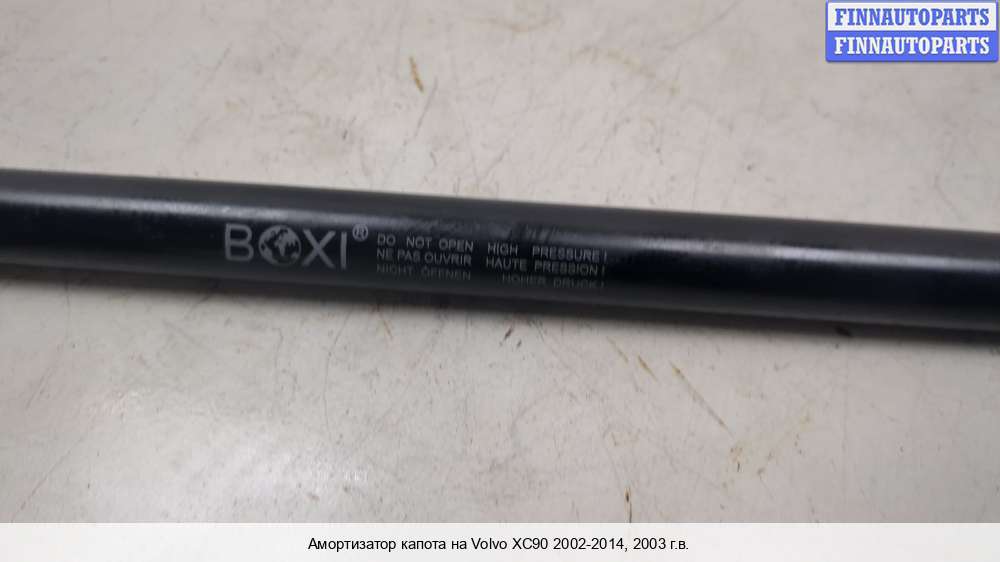 FINNAUTOPARTS
FINNAUTOPARTS
BOXI®
DO NOT OPEN HIGH PRESSURE!
NE PAS OUVRIR HAUTE PRESSION!
NICHT ÖFFENEN HOHER DRUCK!
Амортизатор капота на Volvo XC90 2002-2014, 2003 г.в.